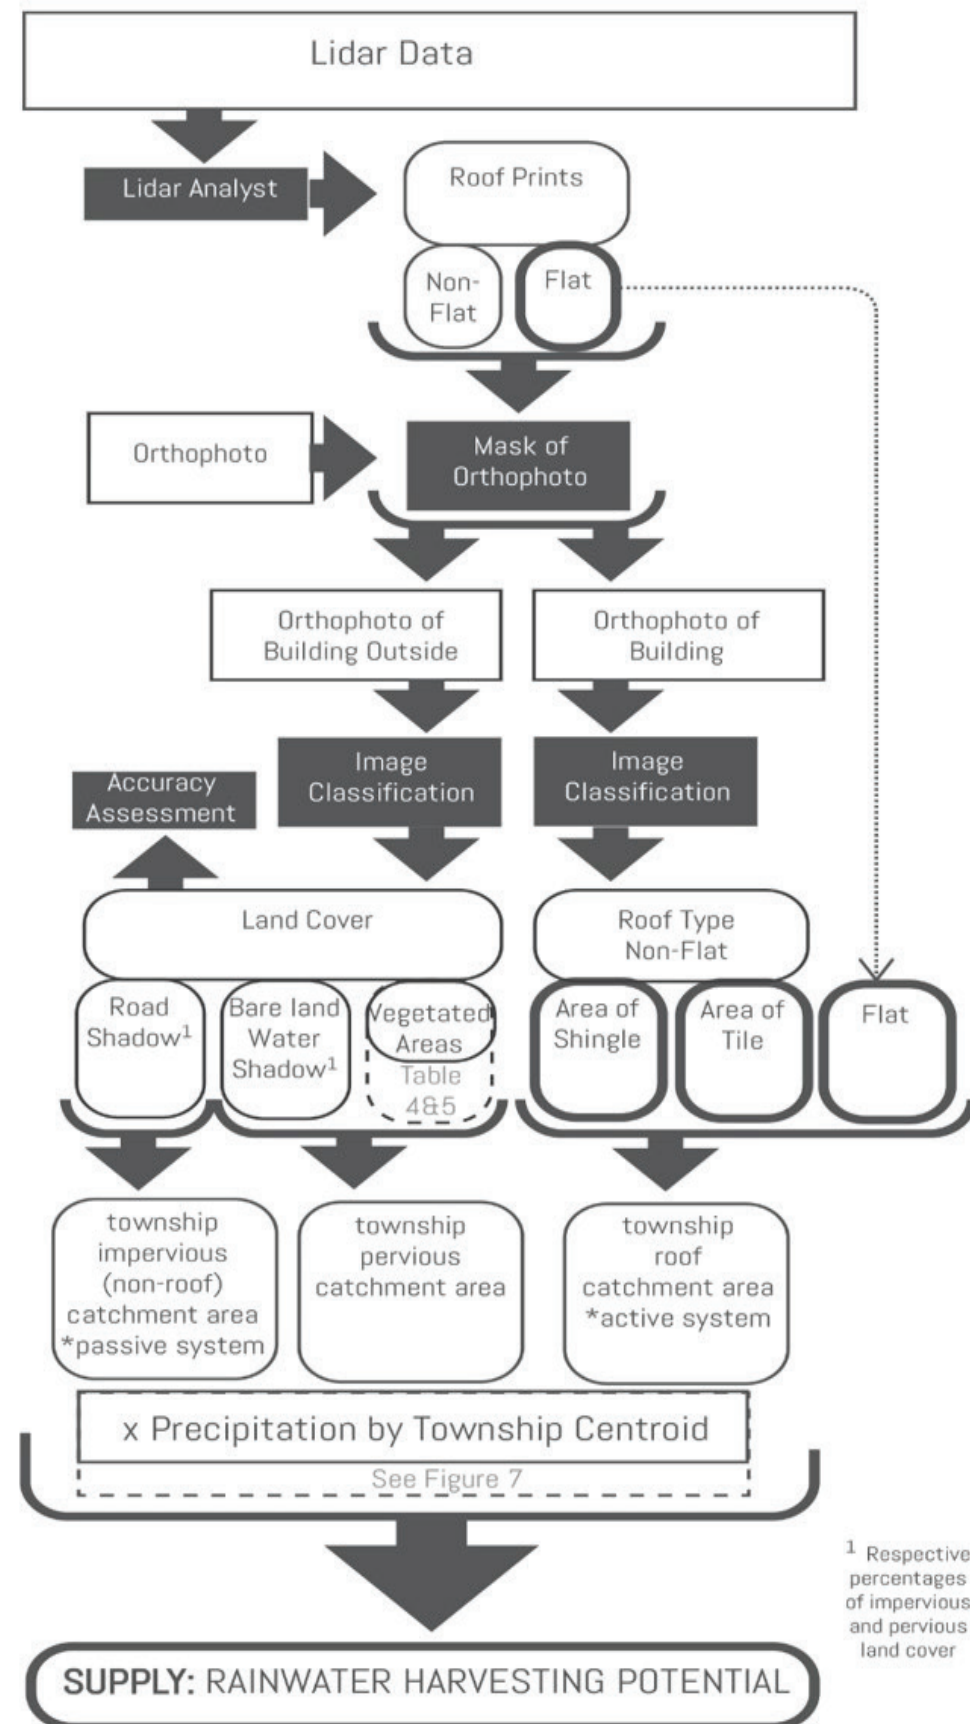 Lidar Data
Lidar Analyst
Roof Prints
Non-
Flat
Flat
Orthophoto
Mask of
Orthophoto
Orthophoto of
Building Outside
Orthophoto of
Building
Image
Classification
Image
Classification
Accuracy
Assessment
Land Cover
Roof Type
Non-Flat
Road
Shadow¹
Bare land
Water
Shadow¹
Vegetated
Areas
Table
4&5
Area of
Shingle
Area of
Tile
Flat
township
impervious
(non-roof)
catchment area
*passive system
township
pervious
catchment area
township
roof
catchment area
*active system
x Precipitation by Township Centroid
See Figure 7
¹ Respective
percentages
of impervious
and pervious
land cover
SUPPLY: RAINWATER HARVESTING POTENTIAL